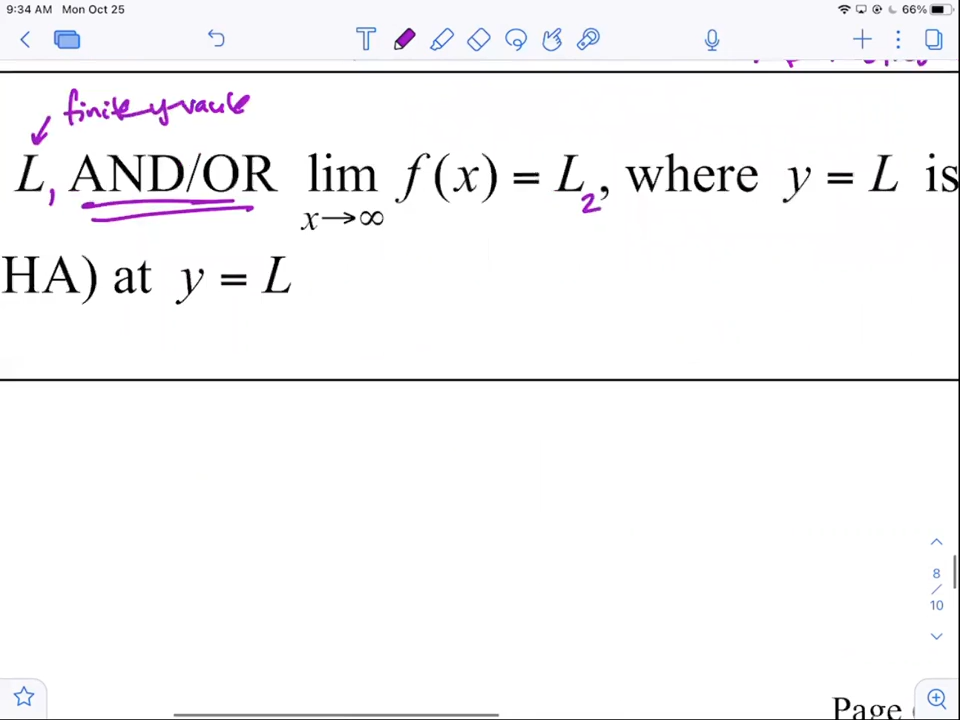 9:34 AM Mon Oct 25
66%
T
finite y-vaule
L₁ AND/OR lim f(x) = L₂, where y = L is
x→∞
HA) at y = L
8
/
10
Page